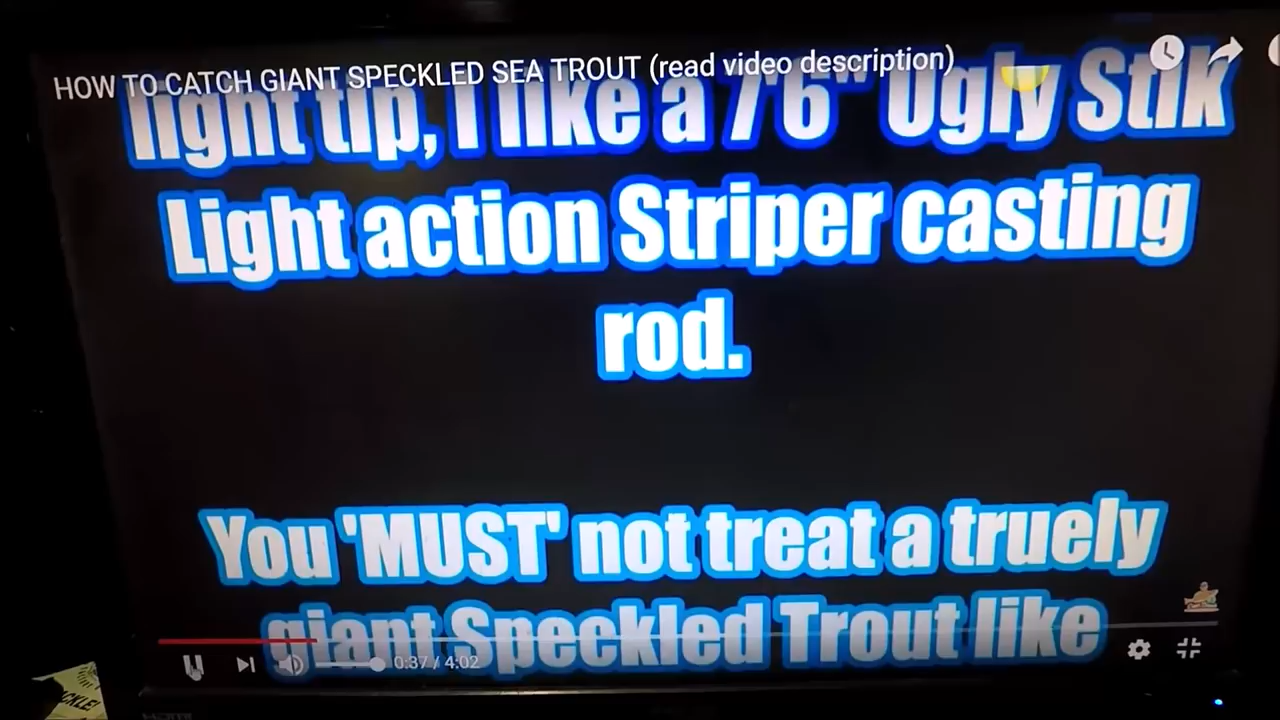 HOW TO CATCH GIANT SPECKLED SEA TROUT (read video description)
light tip, I like a 7'6" Ugly Stik
Light action Striper casting
rod.
You 'MUST' not treat a truely
giant Speckled Trout like
0:37 / 4:02